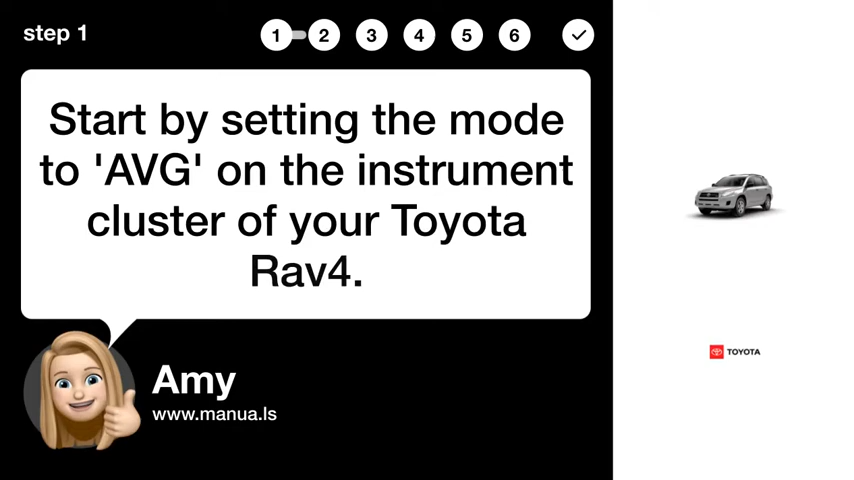 step 1
1 2 3 4 5 6
Start by setting the mode
to 'AVG' on the instrument
cluster of your Toyota
Rav4.
Amy
www.manua.ls
TOYOTA